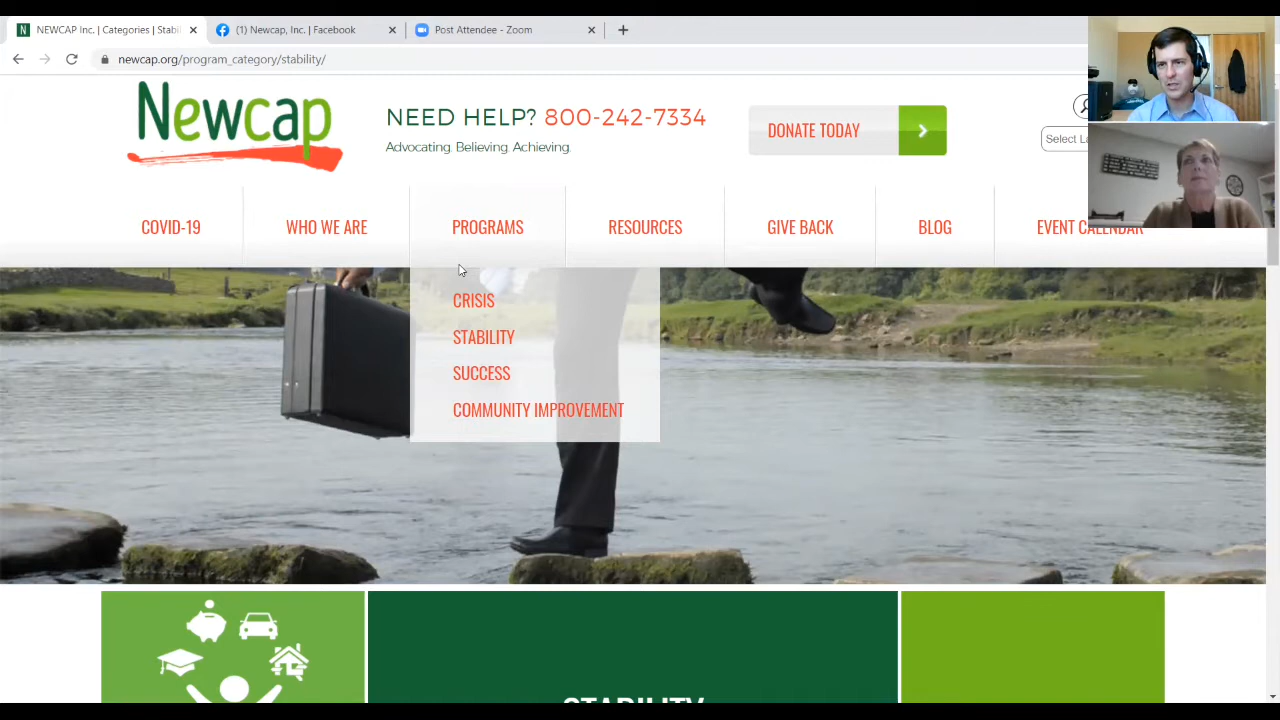 NEWCAP Inc. | Categories | Stabi
(1) Newcap, Inc. | Facebook
Post Attendee - Zoom
newcap.org/program_category/stability/
Newcap
NEED HELP? 800-242-7334
Advocating. Believing. Achieving.
DONATE TODAY
Select La
COVID-19
WHO WE ARE
PROGRAMS
RESOURCES
GIVE BACK
BLOG
EVENT CALENDAR
CRISIS
STABILITY
SUCCESS
COMMUNITY IMPROVEMENT
STABILITY